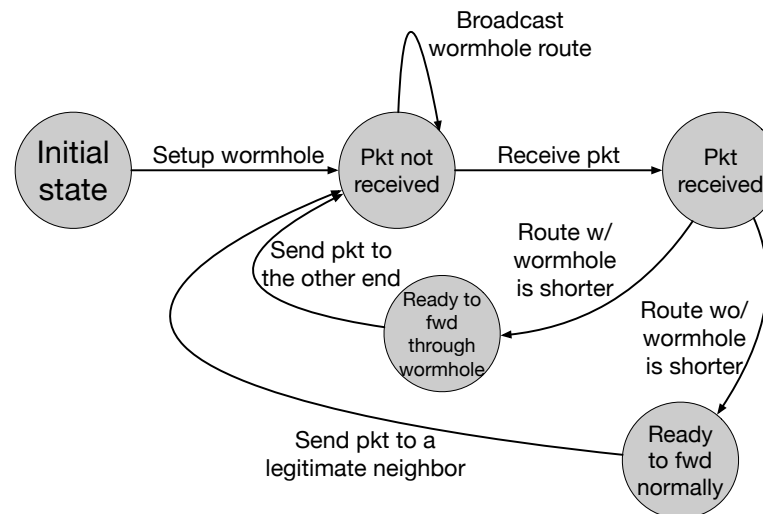 Broadcast
wormhole route
Initial
state
Setup wormhole
Pkt not
received
Receive pkt
Pkt
received
Send pkt to
the other end
Route w/
wormhole
is shorter
Ready to
fwd
through
wormhole
Route wo/
wormhole
is shorter
Send pkt to a
legitimate neighbor
Ready
to fwd
normally